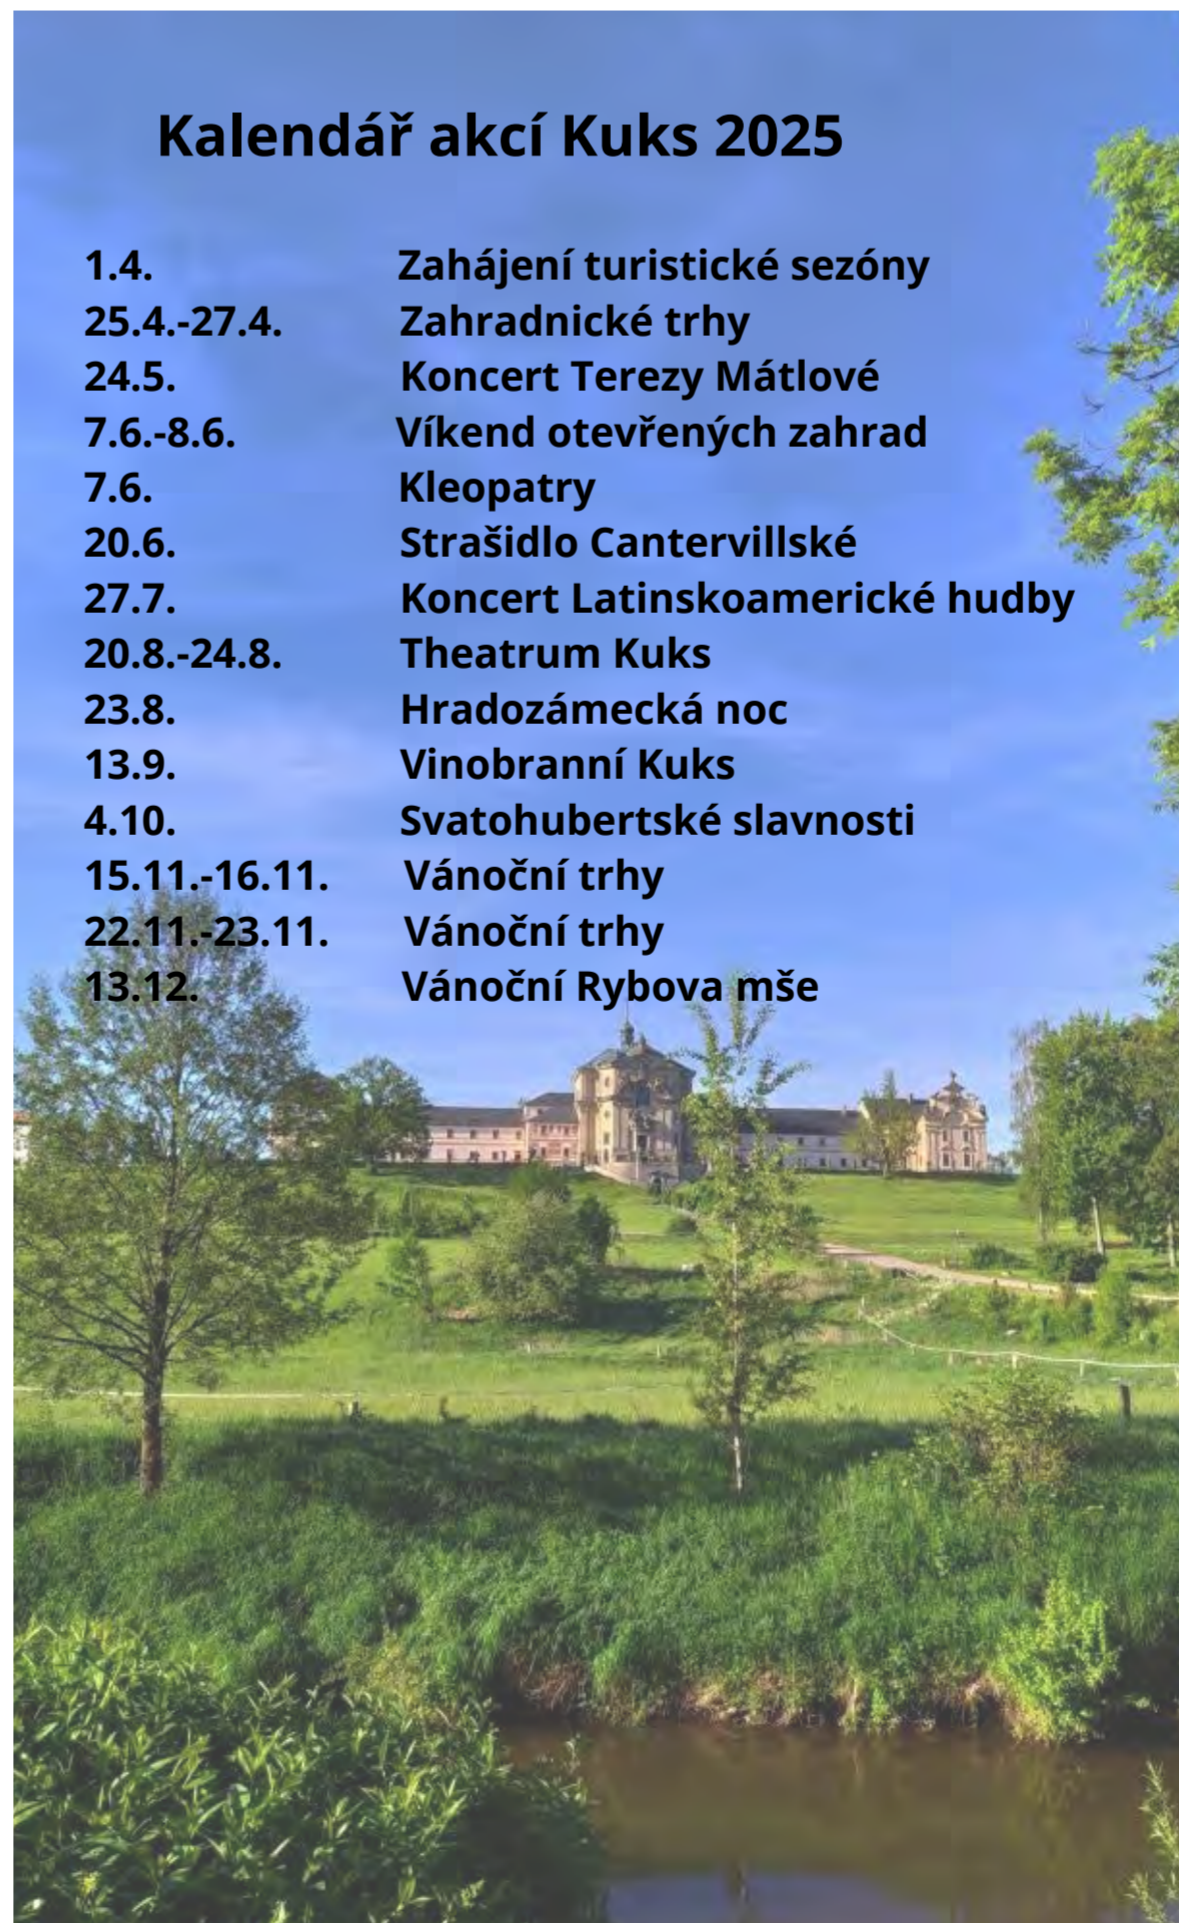 Kalendář akcí Kuks 2025
1.4. Zahájení turistické sezóny
25.4.-27.4. Zahradnické trhy
24.5. Koncert Terezy Mátlové
7.6.-8.6. Víkend otevřených zahrad
7.6. Kleopatry
20.6. Strašidlo Cantervillské
27.7. Koncert Latinskoamerické hudby
20.8.-24.8. Theatrum Kuks
23.8. Hradozámecká noc
13.9. Vinobranní Kuks
4.10. Svatohubertské slavnosti
15.11.-16.11. Vánoční trhy
22.11.-23.11. Vánoční trhy
13.12. Vánoční Rybova mše